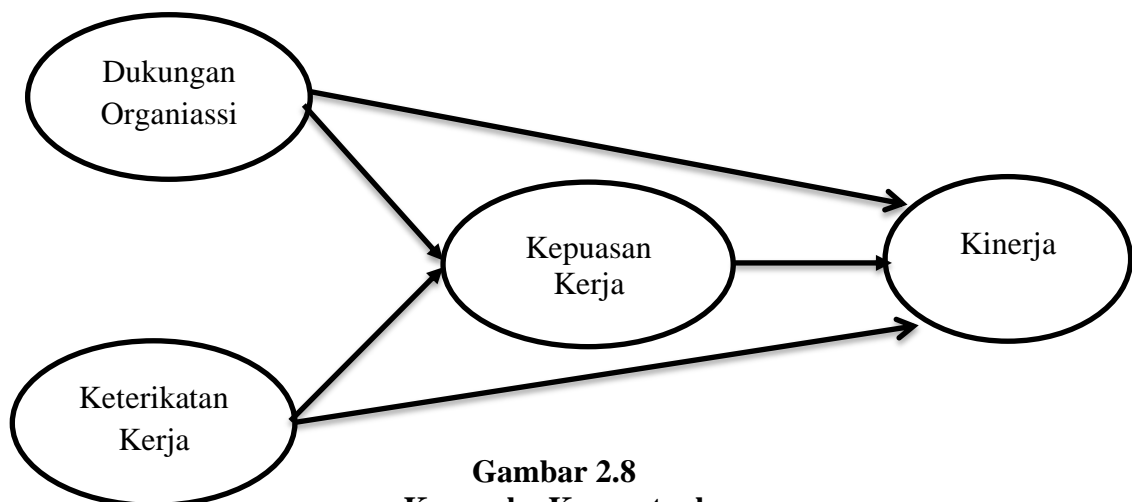 Dukungan
Organiassi
Kepuasan
Kerja
Kinerja
Keterikatan
Kerja
Gambar 2.8